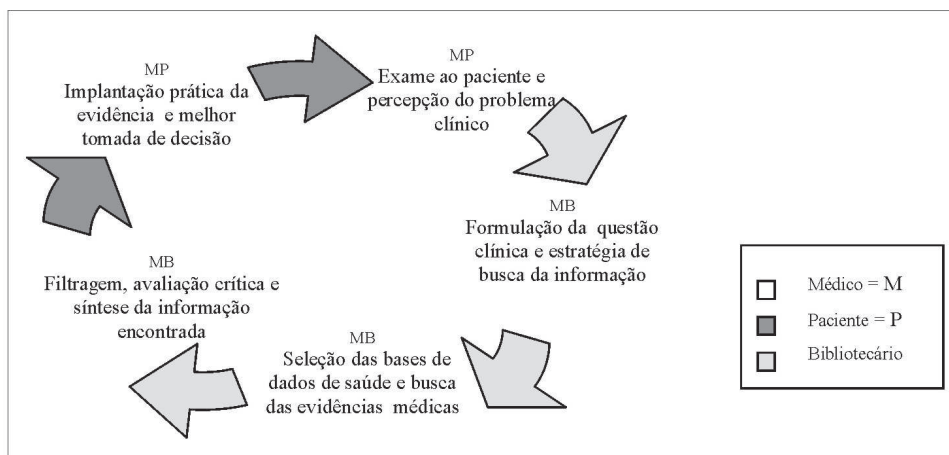 MP
Implantação prática da
evidência e melhor
tomada de decisão
MP
Exame ao paciente e
percepção do problema
clínico
MB
Formulação da questão
clínica e estratégia de
busca da informação
MB
Seleção das bases de
dados de saúde e busca
das evidências médicas
MB
Filtragem, avaliação crítica e
síntese da informação
encontrada
Médico = M
Paciente = P
Bibliotecário